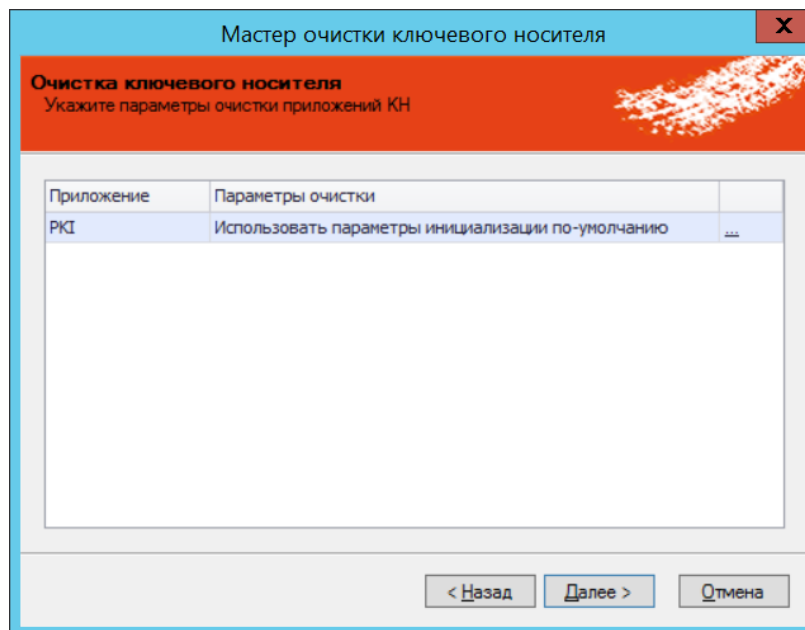 Мастер очистки ключевого носителя
X
Очистка ключевого носителя
Укажите параметры очистки приложений КН
Приложение Параметры очистки
PKI Использовать параметры инициализации по-умолчанию ...
< Назад Далее > Отмена